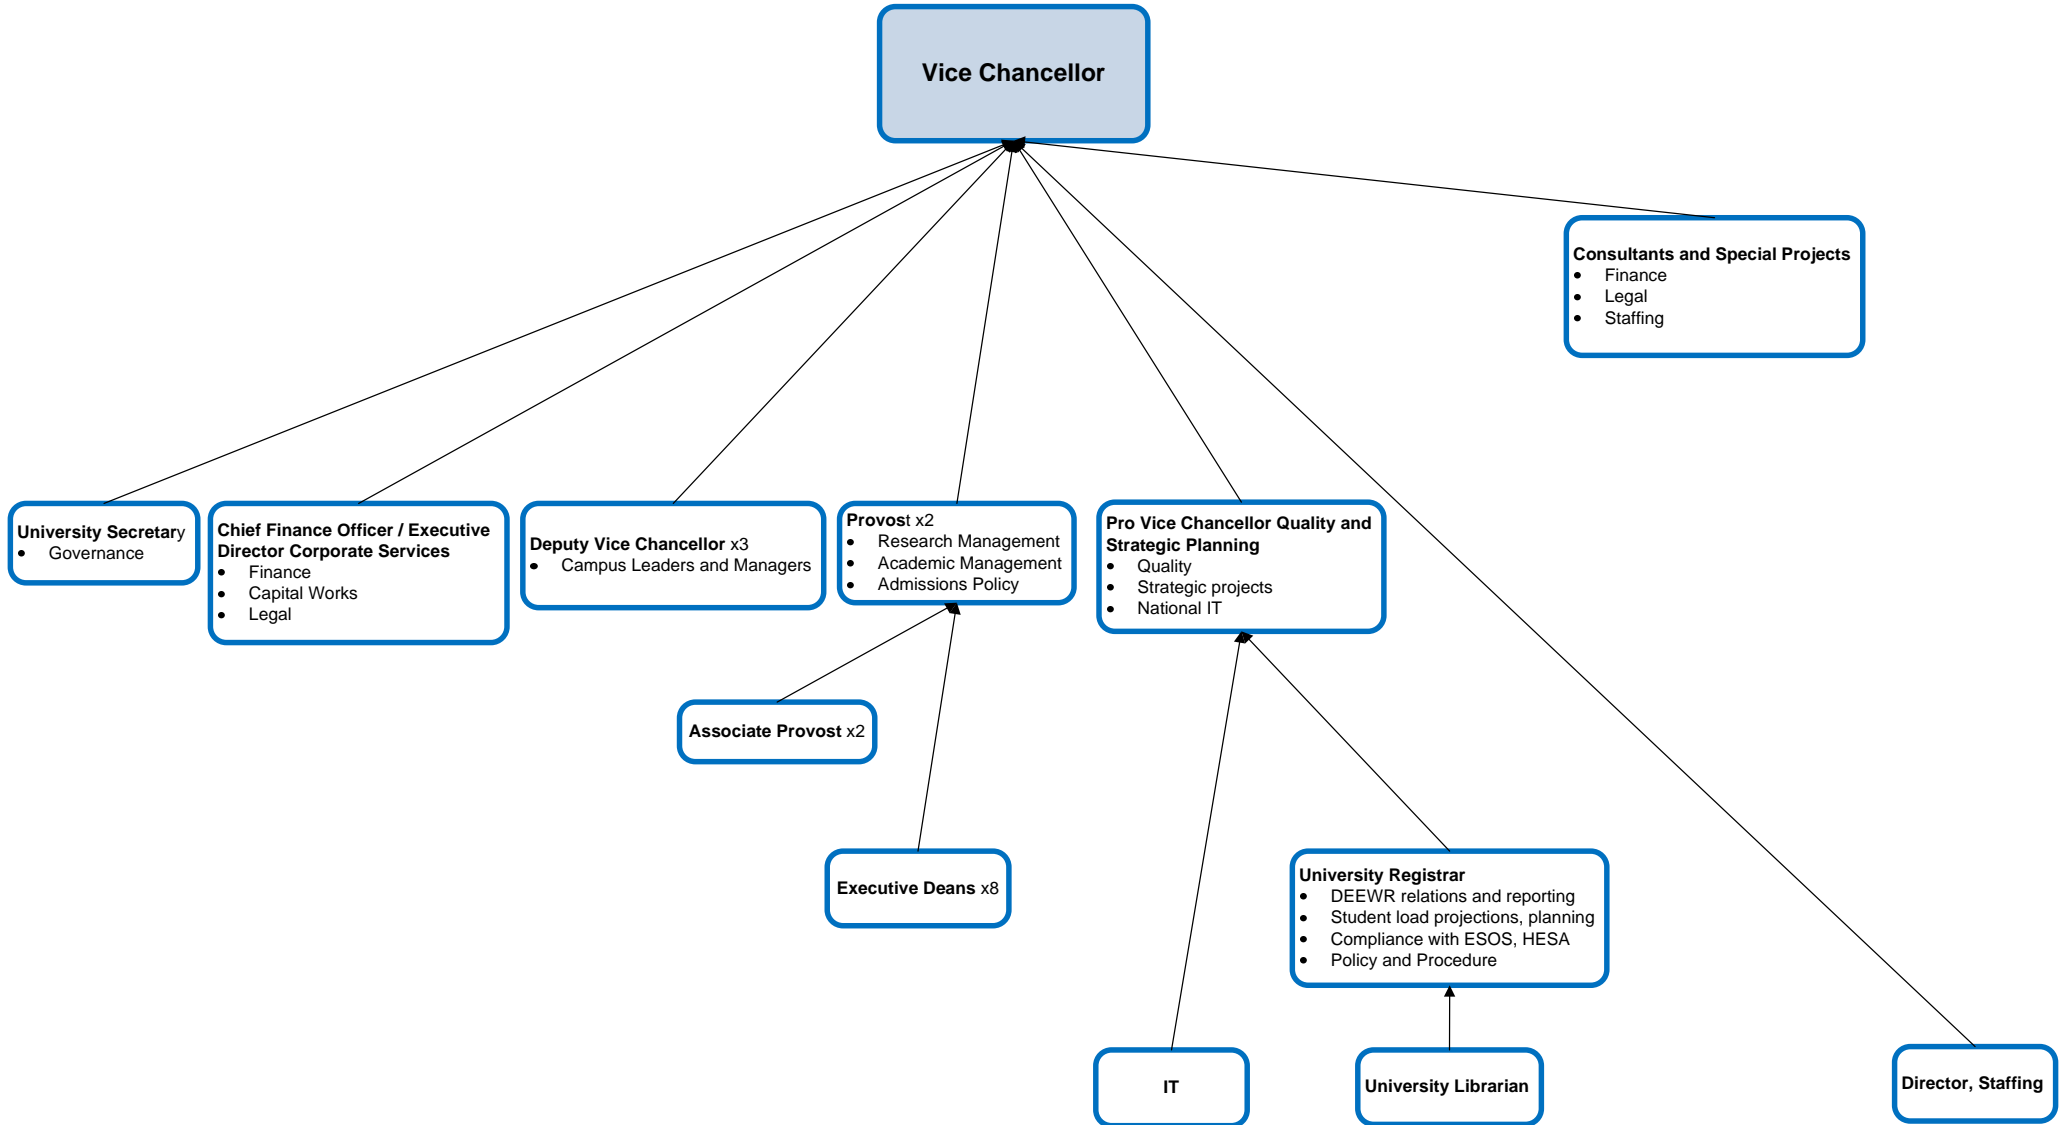 Vice Chancellor
Consultants and Special Projects
• Finance
• Legal
• Staffing
University Secretary
• Governance
Chief Finance Officer / Executive
Director Corporate Services
• Finance
• Capital Works
• Legal
Deputy Vice Chancellor x3
• Campus Leaders and Managers
Provost x2
• Research Management
• Academic Management
• Admissions Policy
Pro Vice Chancellor Quality and
Strategic Planning
• Quality
• Strategic projects
• National IT
Associate Provost x2
Executive Deans x8
University Registrar
• DEEWR relations and reporting
• Student load projections, planning
• Compliance with ESOS, HESA
• Policy and Procedure
IT
University Librarian
Director, Staffing